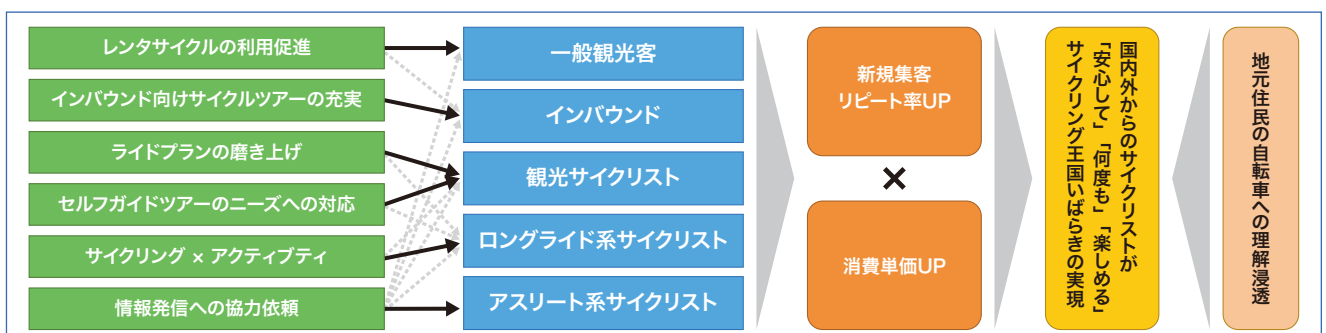 レンタサイクルの利用促進
インバウンド向けサイクルツアーの充実
ライドプランの磨き上げ
セルフガイドツアーのニーズへの対応
サイクリング × アクティブティ
情報発信への協力依頼
一般観光客
インバウンド
観光サイクリスト
ロングライド系サイクリスト
アスリート系サイクリスト
新規集客
リピート率UP
×
消費単価UP
国内外からのサイクリストが
「安心して」「何度も」「楽しめる」
サイクリング王国いばらきの実現
地元住民の自転車への理解浸透